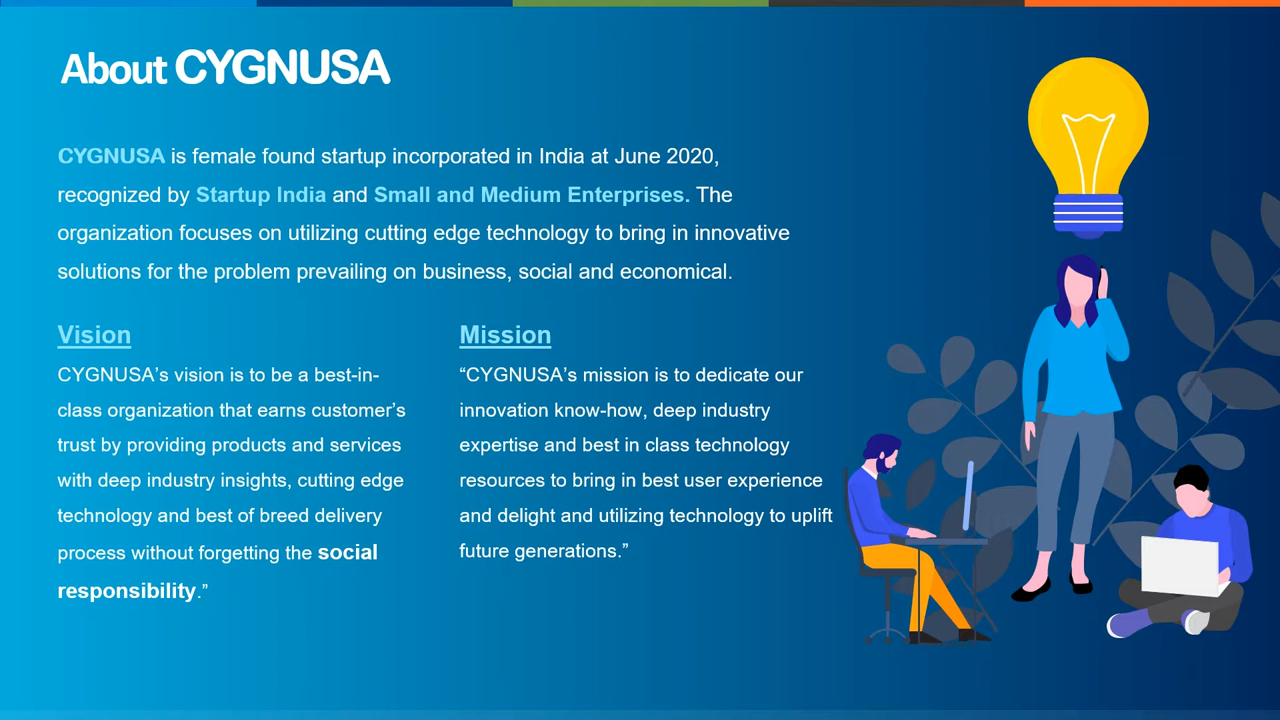 About CYGNUSA
CYGNUSA is female found startup incorporated in India at June 2020,
recognized by Startup India and Small and Medium Enterprises. The
organization focuses on utilizing cutting edge technology to bring in innovative
solutions for the problem prevailing on business, social and economical.
Vision
CYGNUSA’s vision is to be a best-in-
class organization that earns customer’s
trust by providing products and services
with deep industry insights, cutting edge
technology and best of breed delivery
process without forgetting the social
responsibility.”
Mission
“CYGNUSA’s mission is to dedicate our
innovation know-how, deep industry
expertise and best in class technology
resources to bring in best user experience
and delight and utilizing technology to uplift
future generations.”